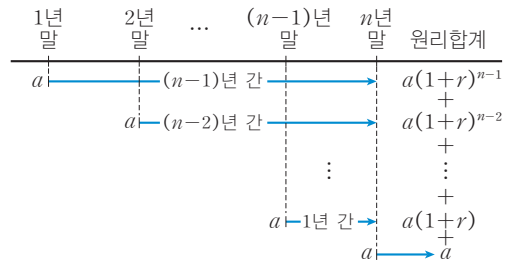 1년 말 2년 말 ⋯ (n−1)년 말 n년 말 원리합계
a (n−1)년 간 a(1+r)ⁿ⁻¹
+
a (n−2)년 간 a(1+r)ⁿ⁻²
+
⋮ ⋮
+
a 1년 간 a(1+r)
+
a a